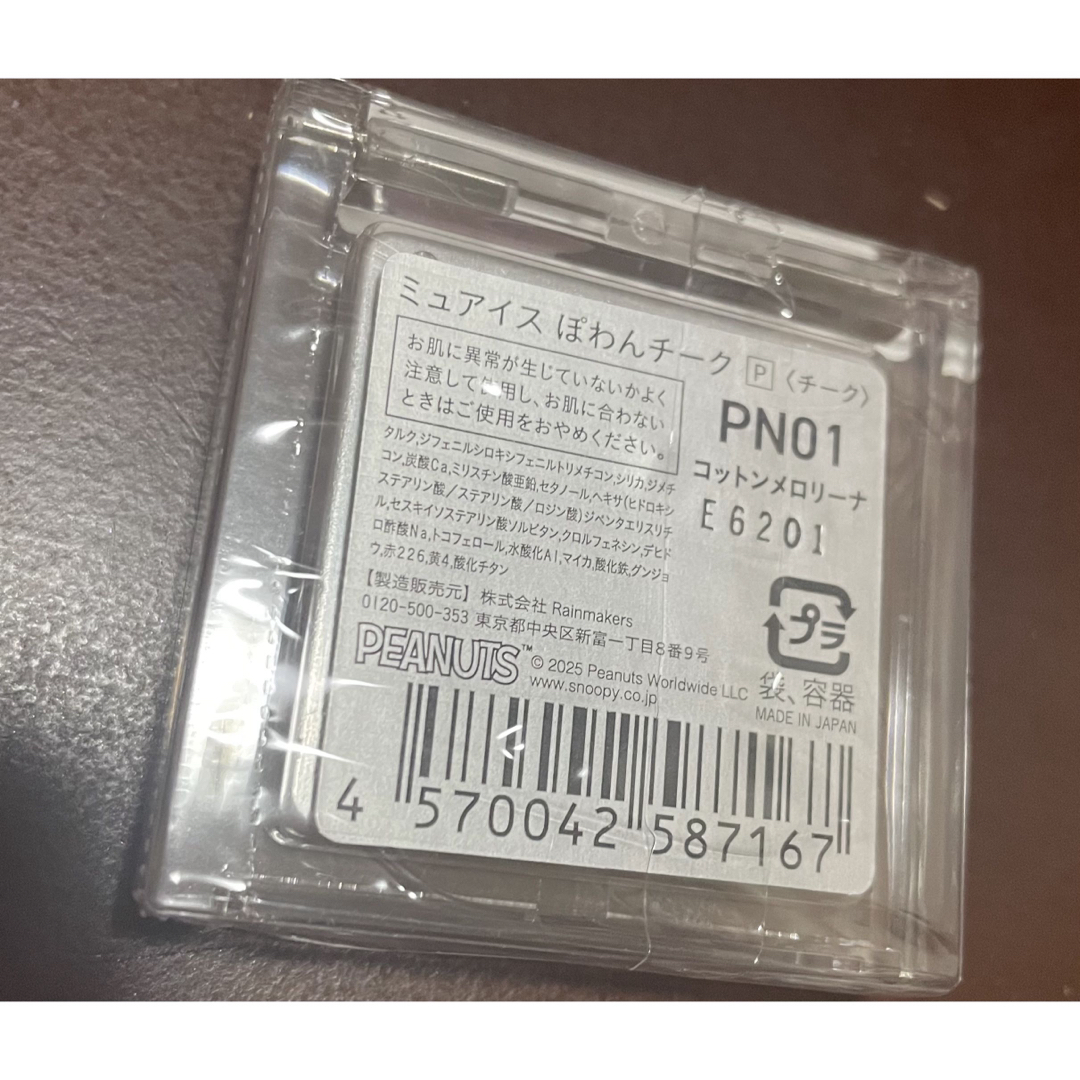 ミュアイス ぽわんチーク P 〈チーク〉
お肌に異常が生じていないかよく
注意して使用し、お肌に合わない
ときはご使用をおやめください。
PN01
コットンメロリーナ
E6201
タルク,ジフェニルシロキシフェニルトリメチコン,シリカ,ジメチ
コン,炭酸Ca,ミリスチン酸亜鉛,セタノール,ヘキサ(ヒドロキシ
ステアリン酸/ステアリン酸/ロジン酸)ジペンタエリスリチ
ル,セスキイソステアリン酸ソルビタン,クロルフェネシン,デヒド
ロ酢酸Na,トコフェロール,水酸化Al,マイカ,酸化鉄,グンジョ
ウ,赤226,黄4,酸化チタン
【製造販売元】 株式会社 Rainmakers
0120-500-353 東京都中央区新富一丁目8番9号
PEANUTS™ © 2025 Peanuts Worldwide LLC
www.snoopy.co.jp
プラ
袋、容器
MADE IN JAPAN
4 570042 587167